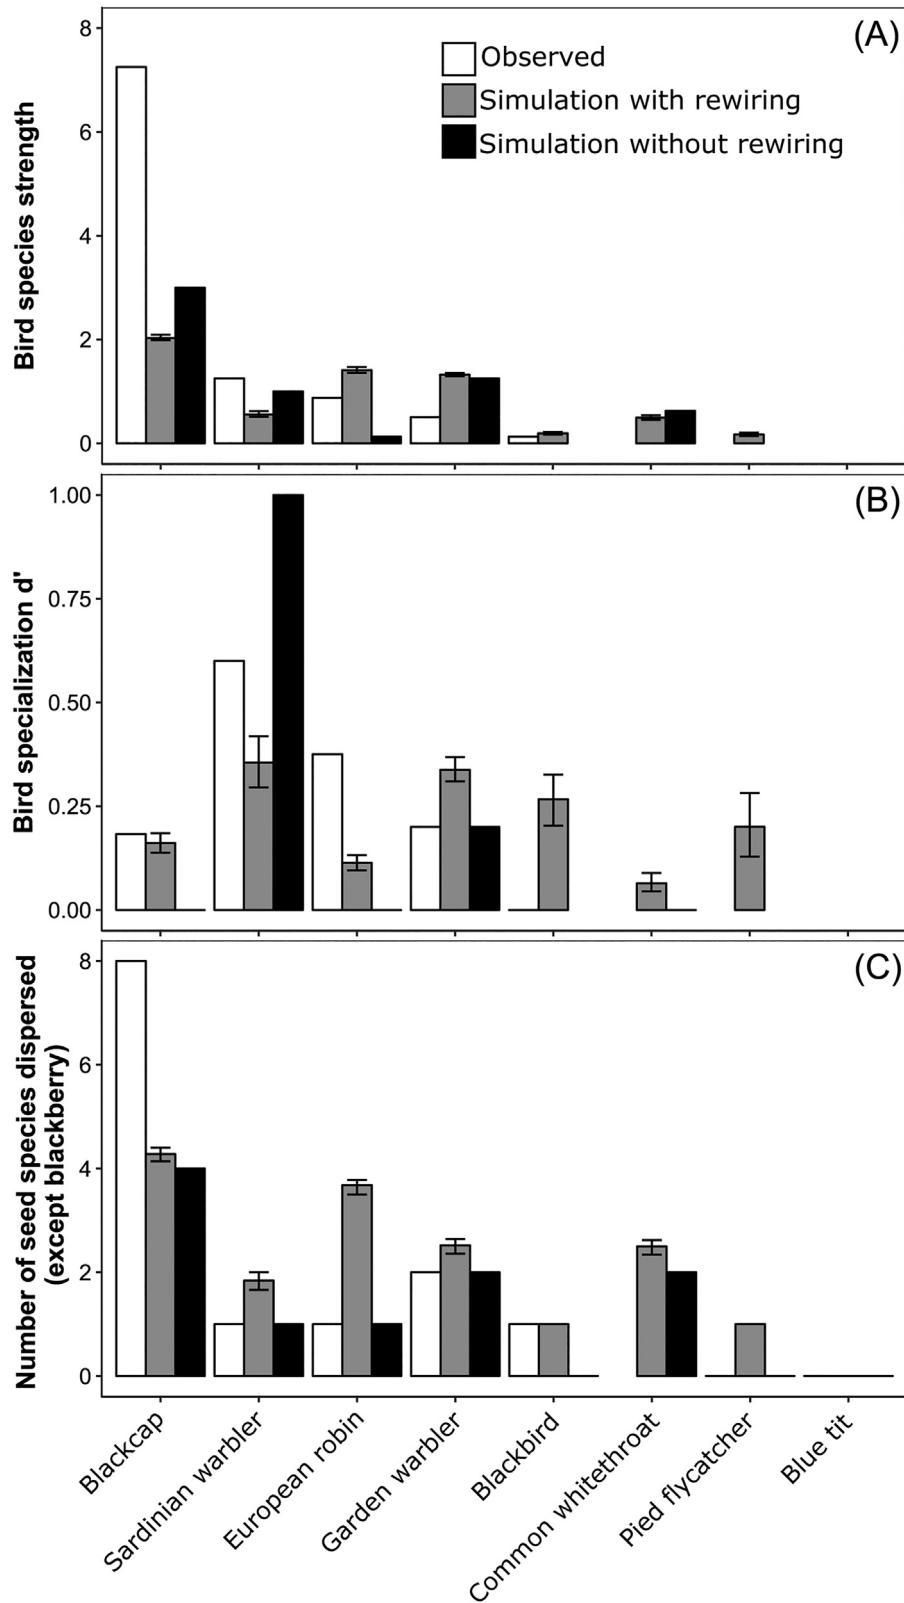 (A)
Observed
Simulation with rewiring
Simulation without rewiring
Bird species strength
8
6
4
2
0
(B)
Bird specialization d'
1.00
0.75
0.50
0.25
0.00
(C)
Number of seed species dispersed
(except blackberry)
8
6
4
2
0
Blackcap
Sardinian warbler
European robin
Garden warbler
Blackbird
Common whitethroat
Pied flycatcher
Blue tit